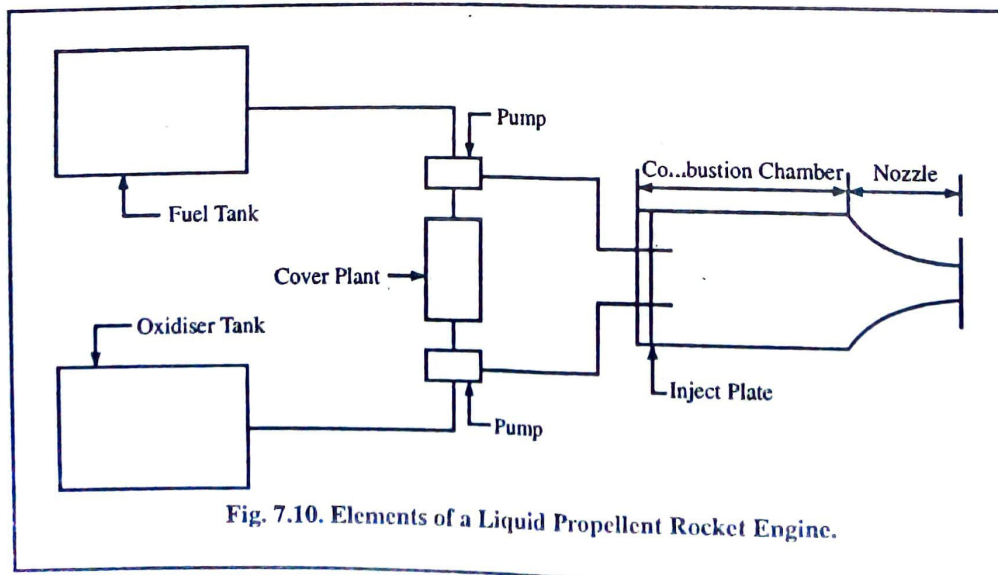 Pump
Co...bustion Chamber
Nozzle
Fuel Tank
Cover Plant
Oxidiser Tank
Inject Plate
Pump
Fig. 7.10. Elements of a Liquid Propellent Rocket Engine.